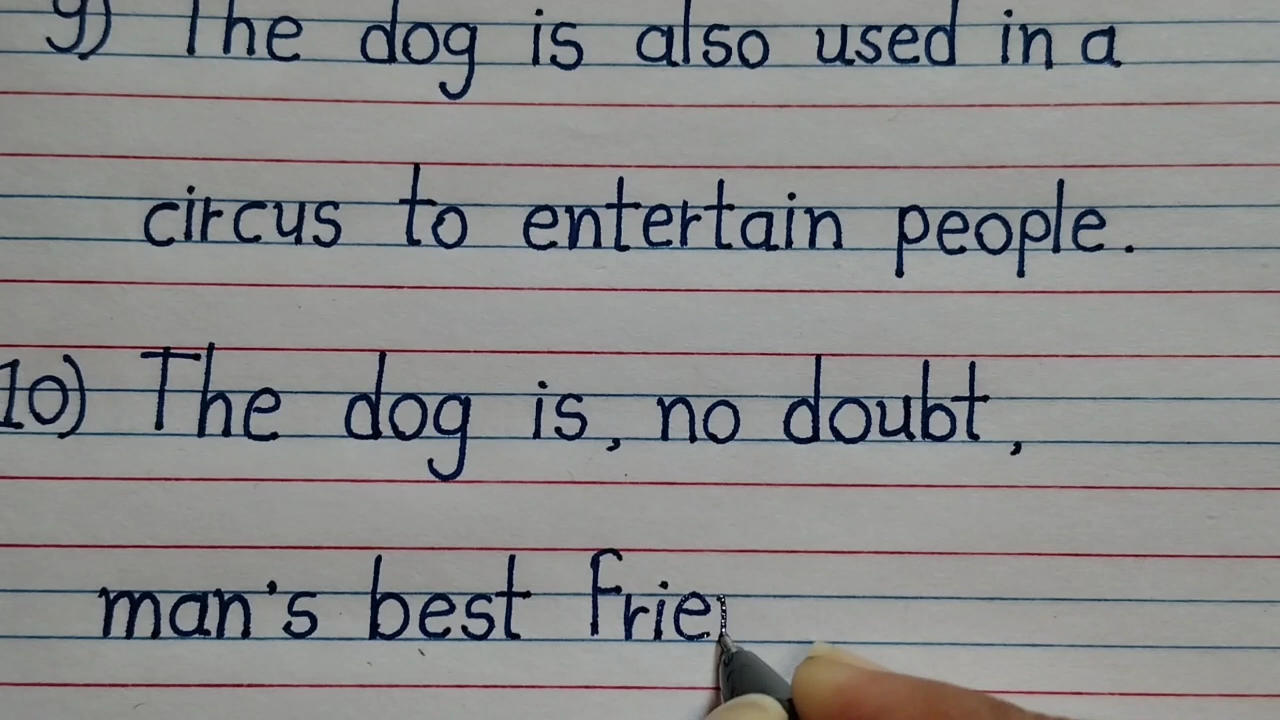 9) The dog is also used in a
circus to entertain people.
10) The dog is, no doubt,
man's best frie